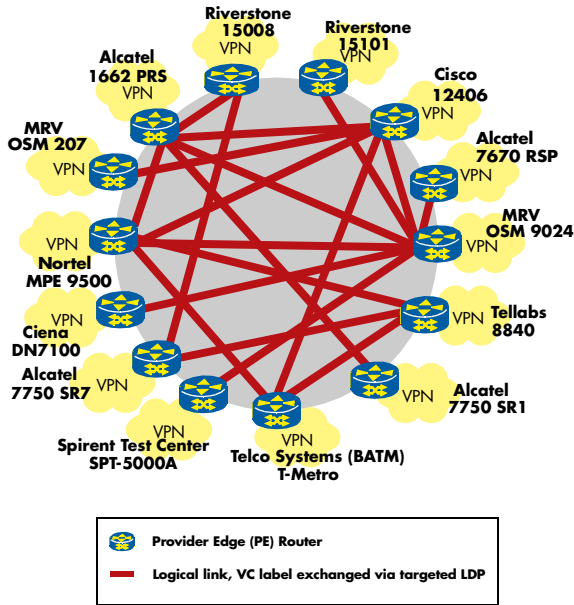 Riverstone
15008
VPN
Riverstone
15101
VPN
Alcatel
1662 PRS
VPN
Cisco
12406
VPN
MRV
OSM 207
VPN
Alcatel
7670 RSP
VPN
VPN
Nortel
MPE 9500
MRV
OSM 9024
VPN
VPN
Ciena
DN7100
VPN
Tellabs
8840
Alcatel
7750 SR7
VPN
VPN
Alcatel
7750 SR1
VPN
Spirent Test Center
SPT-5000A
VPN
Telco Systems (BATM)
T-Metro
Provider Edge (PE) Router
Logical link, VC label exchanged via targeted LDP